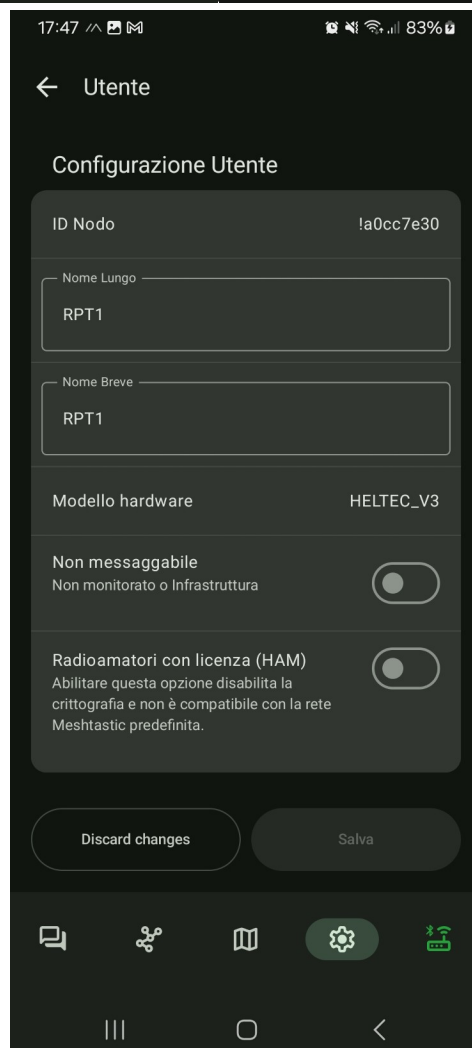 17:47 83%
Utente
Configurazione Utente
ID Nodo !a0cc7e30
Nome Lungo
RPT1
Nome Breve
RPT1
Modello hardware HELTEC_V3
Non messaggabile
Non monitorato o Infrastruttura
Radioamatori con licenza (HAM)
Abilitare questa opzione disabilita la
crittografia e non è compatibile con la rete
Meshtastic predefinita.
Discard changes Salva